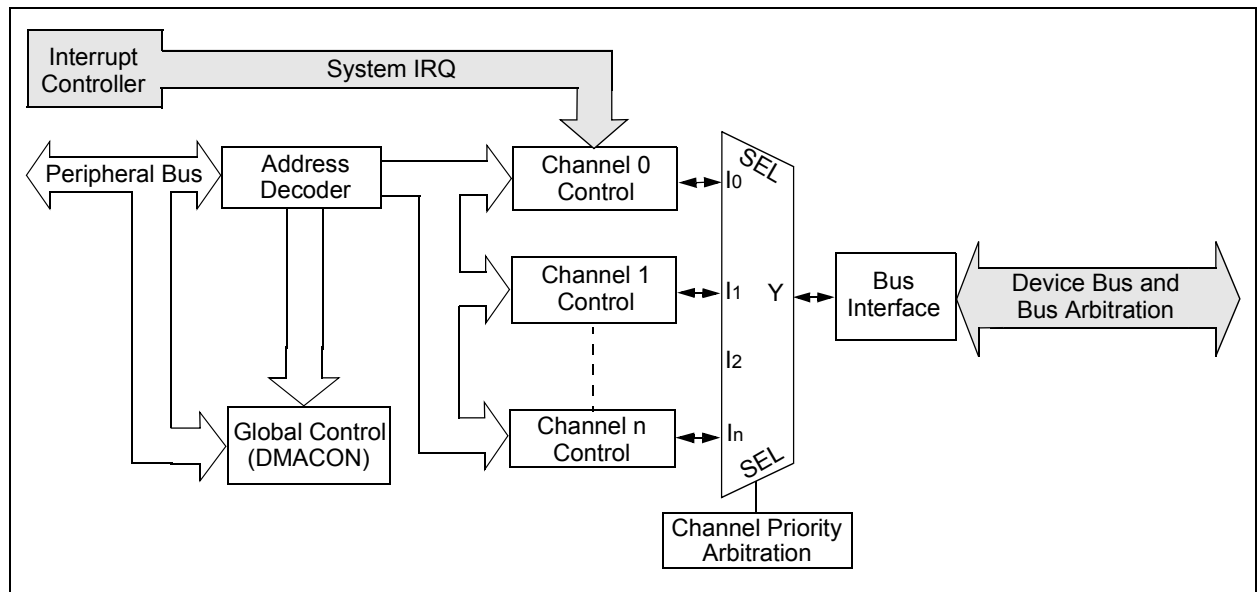 Interrupt
Controller
System IRQ
Peripheral Bus
Address
Decoder
Channel 0
Control
SEL
I0
Channel 1
Control
I1
Y
Bus
Interface
Device Bus and
Bus Arbitration
I2
Global Control
(DMACON)
Channel n
Control
In
SEL
Channel Priority
Arbitration